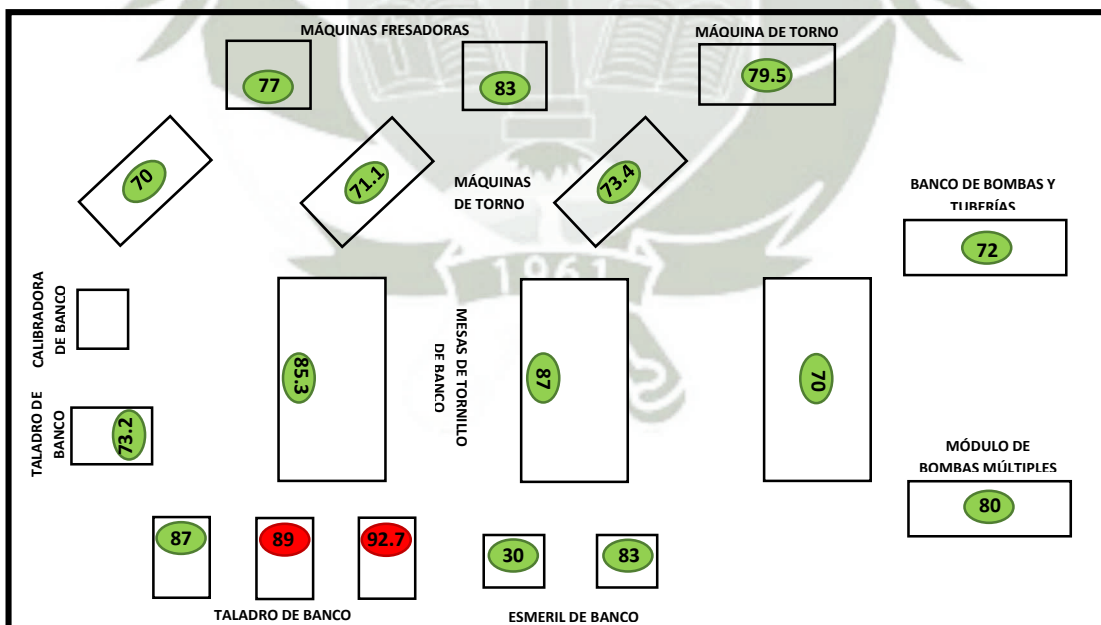 MÁQUINAS FRESADORAS
MÁQUINA DE TORNO
77
83
79.5
70
71.1
73.4
MÁQUINAS
DE TORNO
BANCO DE BOMBAS Y
TUBERÍAS
72
1961
CALIBRADORA
DE BANCO
MESAS DE TORNILLO
DE BANCO
85.3
87
70
TALADRO DE
BANCO
73.2
MÓDULO DE
BOMBAS MÚLTIPLES
80
87
89
92.7
30
83
TALADRO DE BANCO
ESMERIL DE BANCO